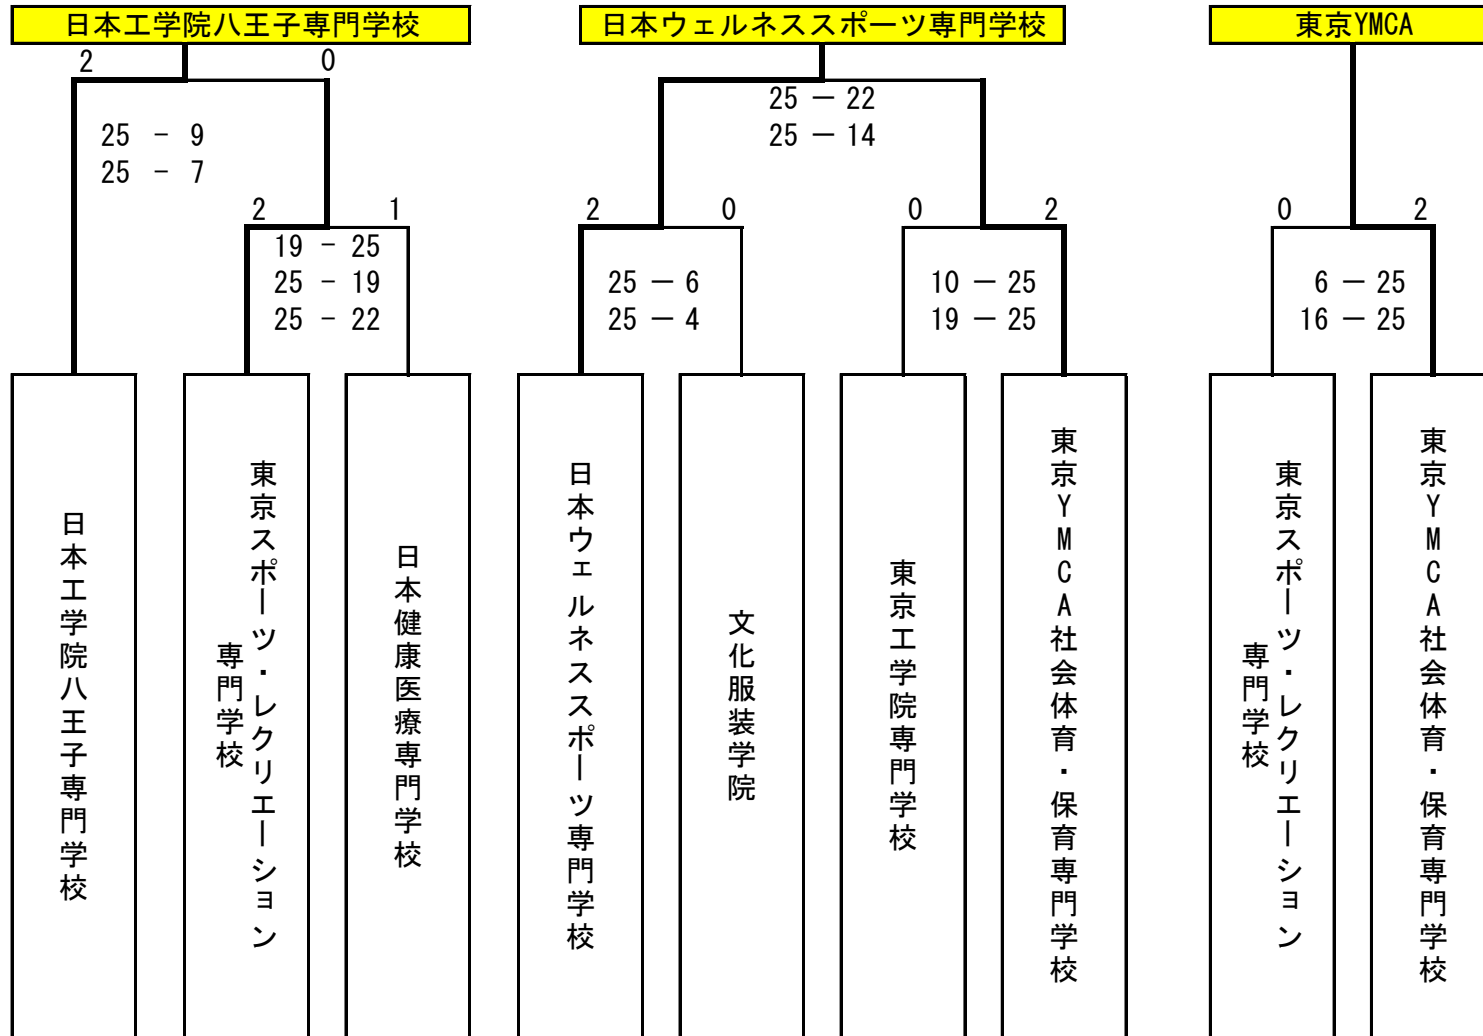 日本工学院八王子専門学校
日本ウェルネススポーツ専門学校
東京YMCA
2 0
25 - 9
25 - 7
2 1
19 - 25
25 - 19
25 - 22
25 － 22
25 － 14
2 0
25 － 6
25 － 4
0 2
10 － 25
19 － 25
0 2
6 － 25
16 － 25
日本工学院八王子専門学校
東京スポーツ・レクリエーション
専門学校
日本健康医療専門学校
日本ウェルネススポーツ専門学校
文化服装学院
東京工学院専門学校
東京YMCA社会体育・保育専門学校
東京スポーツ・レクリエーション
専門学校
東京YMCA社会体育・保育専門学校